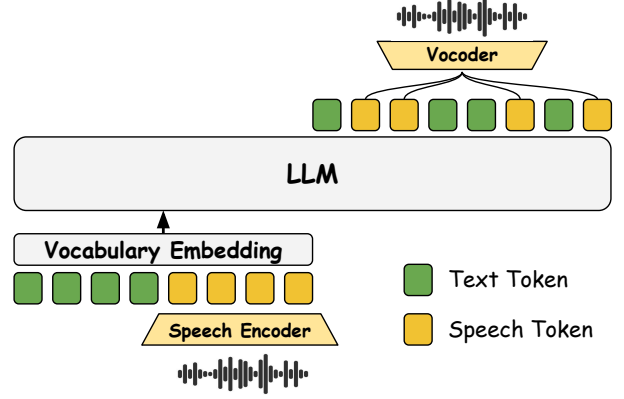 Vocoder
LLM
Vocabulary Embedding
Text Token
Speech Token
Speech Encoder